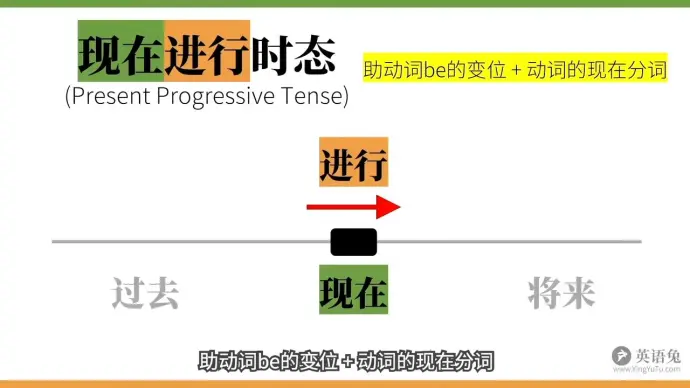 现在进行时态
(Present Progressive Tense)
助动词be的变位 + 动词的现在分词
进行
过去
现在
将来
助动词be的变位 + 动词的现在分词
英语兔
www.YingYuTu.com